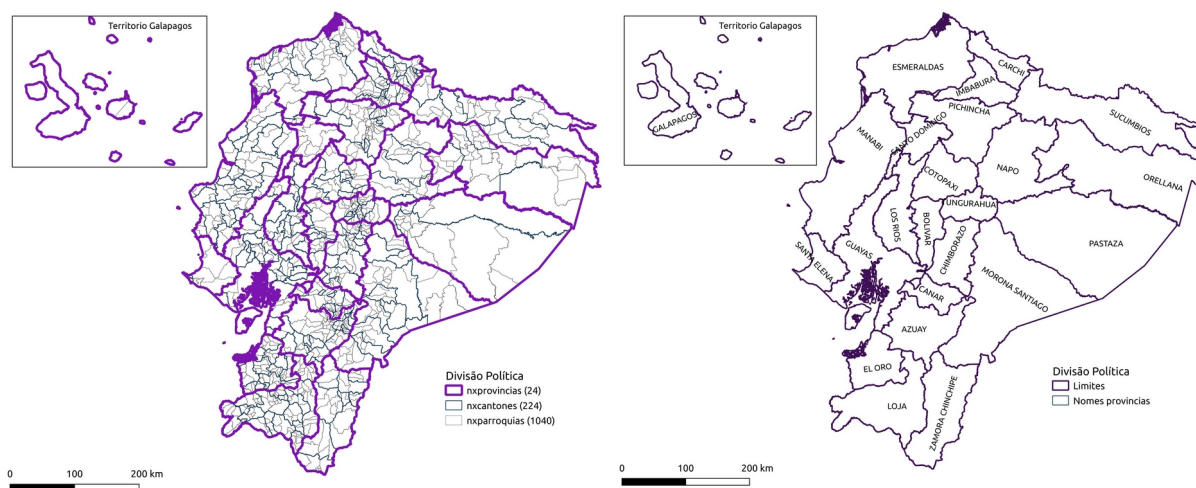 Territorio Galapagos
Divisão Política
nxprovincias (24)
nxcantones (224)
nxparroquias (1040)
0 100 200 km
Territorio Galapagos
GALAPAGOS
ESMERALDAS
CARCHI
IMBABURA
PICHINCHA
SUCUMBIOS
SANTO DOMINGO
MANABI
NAPO
ORELLANA
COTOPAXI
TUNGURAHUA
LOS RIOS
BOLIVAR
PASTAZA
CHIMBORAZO
GUAYAS
SANTA ELENA
MORONA SANTIAGO
CANAR
AZUAY
EL ORO
LOJA
ZAMORA CHINCHIPE
Divisão Política
Limites
Nomes provincias
0 100 200 km